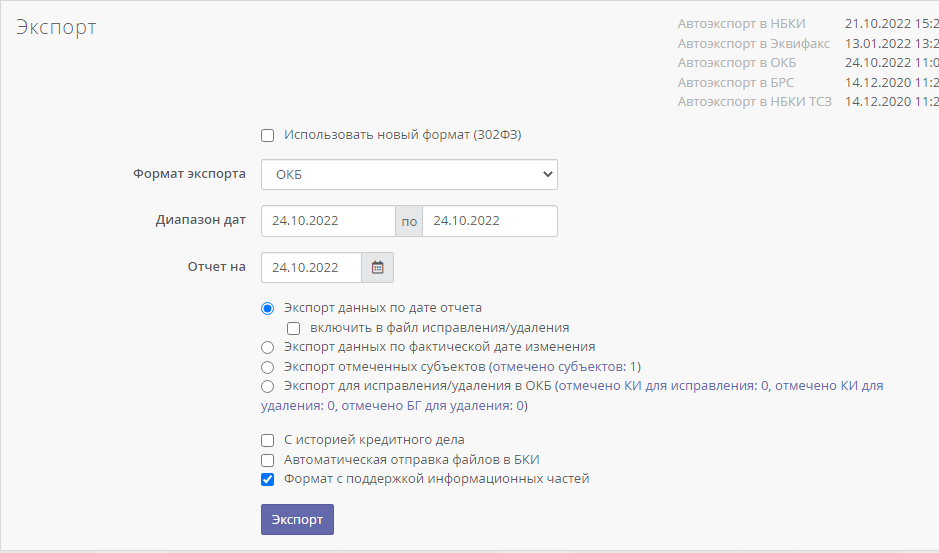 Экспорт
Автоэкспорт в НБКИ 21.10.2022 15:2
Автоэкспорт в Эквифакс 13.01.2022 13:2
Автоэкспорт в ОКБ 24.10.2022 11:0
Автоэкспорт в БРС 14.12.2020 11:2
Автоэкспорт в НБКИ ТСЗ 14.12.2020 11:2
Использовать новый формат (302ФЗ)
Формат экспорта ОКБ
Диапазон дат 24.10.2022 по 24.10.2022
Отчет на 24.10.2022
Экспорт данных по дате отчета
включить в файл исправления/удаления
Экспорт данных по фактической дате изменения
Экспорт отмеченных субъектов (отмечено субъектов: 1)
Экспорт для исправления/удаления в ОКБ (отмечено КИ для исправления: 0, отмечено КИ для
удаления: 0, отмечено БГ для удаления: 0)
С историей кредитного дела
Автоматическая отправка файлов в БКИ
Формат с поддержкой информационных частей
Экспорт